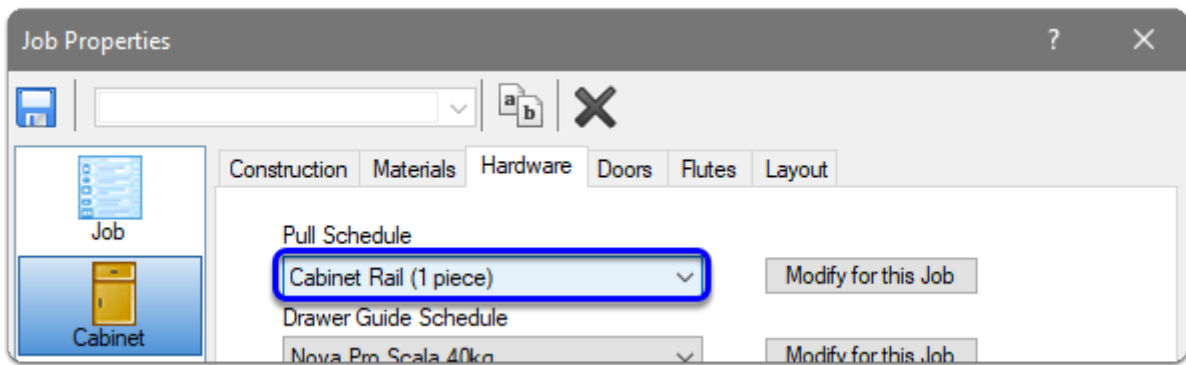 Job Properties
? ×
a b
Construction Materials Hardware Doors Flutes Layout
Job
Pull Schedule
Cabinet Rail (1 piece) Modify for this Job
Drawer Guide Schedule
Cabinet
Nova Pro Scala 40kg Modify for this Job